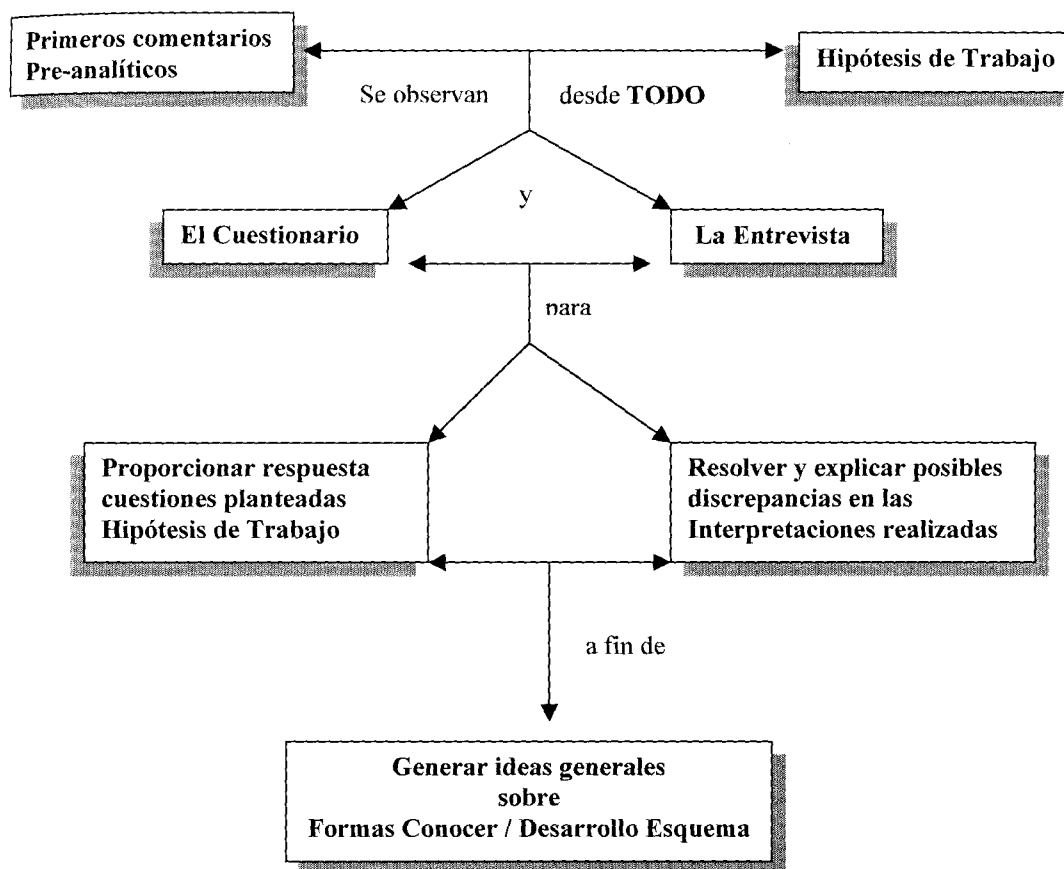 Primeros comentarios
Pre-analíticos
Hipótesis de Trabajo
Se observan desde TODO
y
El Cuestionario
La Entrevista
para
Proporcionar respuesta
cuestiones planteadas
Hipótesis de Trabajo
Resolver y explicar posibles
discrepancias en las
Interpretaciones realizadas
a fin de
Generar ideas generales
sobre
Formas Conocer / Desarrollo Esquema